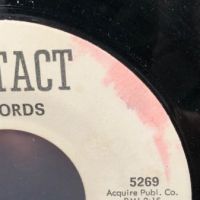 TACT
ORDS
5269
Acquire Publ. Co.